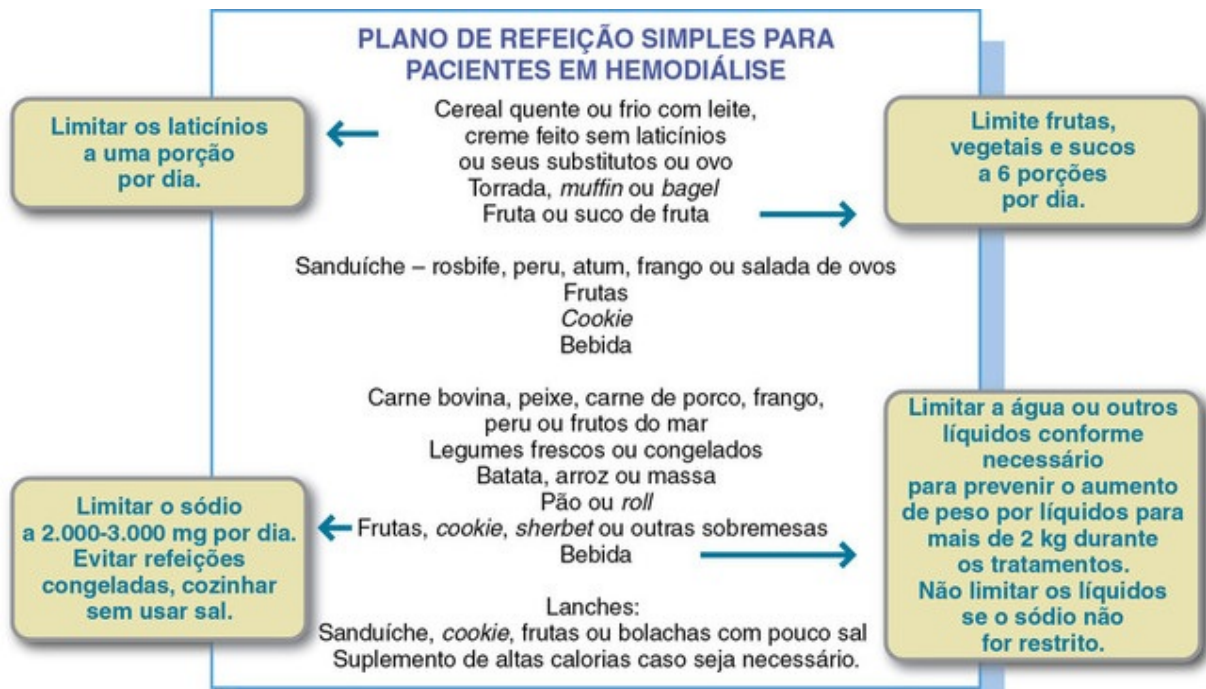 PLANO DE REFEIÇÃO SIMPLES PARA
PACIENTES EM HEMODIÁLISE
Limitar os laticínios
a uma porção
por dia.
Cereal quente ou frio com leite,
creme feito sem laticínios
ou seus substitutos ou ovo
Torrada, muffin ou bagel
Fruta ou suco de fruta
Limite frutas,
vegetais e sucos
a 6 porções
por dia.
Sanduíche – rosbife, peru, atum, frango ou salada de ovos
Frutas
Cookie
Bebida
Carne bovina, peixe, carne de porco, frango,
peru ou frutos do mar
Legumes frescos ou congelados
Batata, arroz ou massa
Pão ou roll
Frutas, cookie, sherbet ou outras sobremesas
Bebida
Limitar o sódio
a 2.000-3.000 mg por dia.
Evitar refeições
congeladas, cozinhar
sem usar sal.
Limitar a água ou outros
líquidos conforme
necessário
para prevenir o aumento
de peso por líquidos para
mais de 2 kg durante
os tratamentos.
Não limitar os líquidos
se o sódio não
for restrito.
Lanches:
Sanduíche, cookie, frutas ou bolachas com pouco sal
Suplemento de altas calorias caso seja necessário.